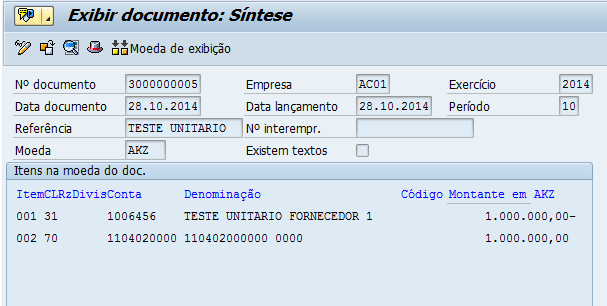 Exibir documento: Síntese
Moeda de exibição
Nº documento 3000000005 Empresa AC01 Exercício 2014
Data documento 28.10.2014 Data lançamento 28.10.2014 Período 10
Referência TESTE UNITARIO Nº interempr.
Moeda AKZ Existem textos
Itens na moeda do doc.
ItemCLRzDivisConta Denominação Código Montante em AKZ
001 31 1006456 TESTE UNITARIO FORNECEDOR 1 1.000.000,00-
002 70 1104020000 110402000000 0000 1.000.000,00